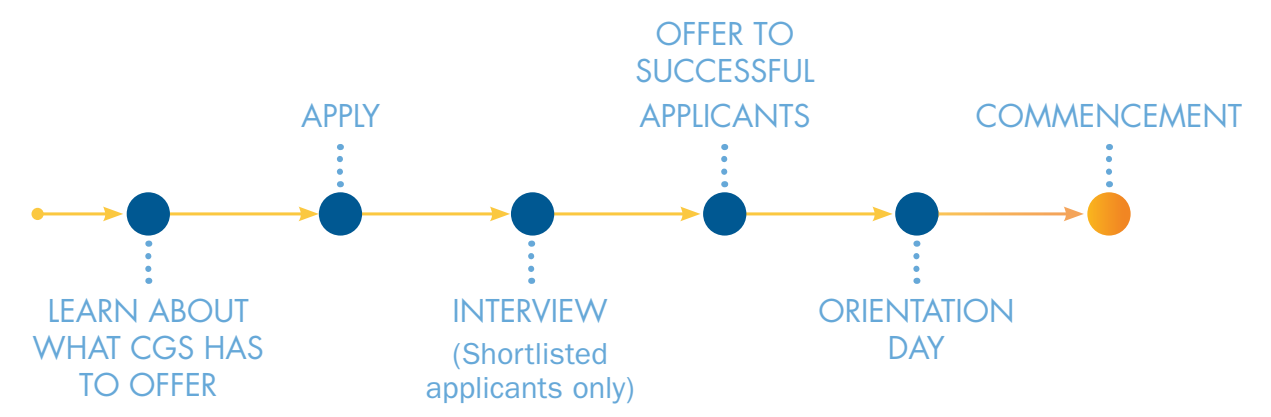 LEARN ABOUT
WHAT CGS HAS
TO OFFER
APPLY
INTERVIEW
(Shortlisted
applicants only)
OFFER TO
SUCCESSFUL
APPLICANTS
ORIENTATION
DAY
COMMENCEMENT